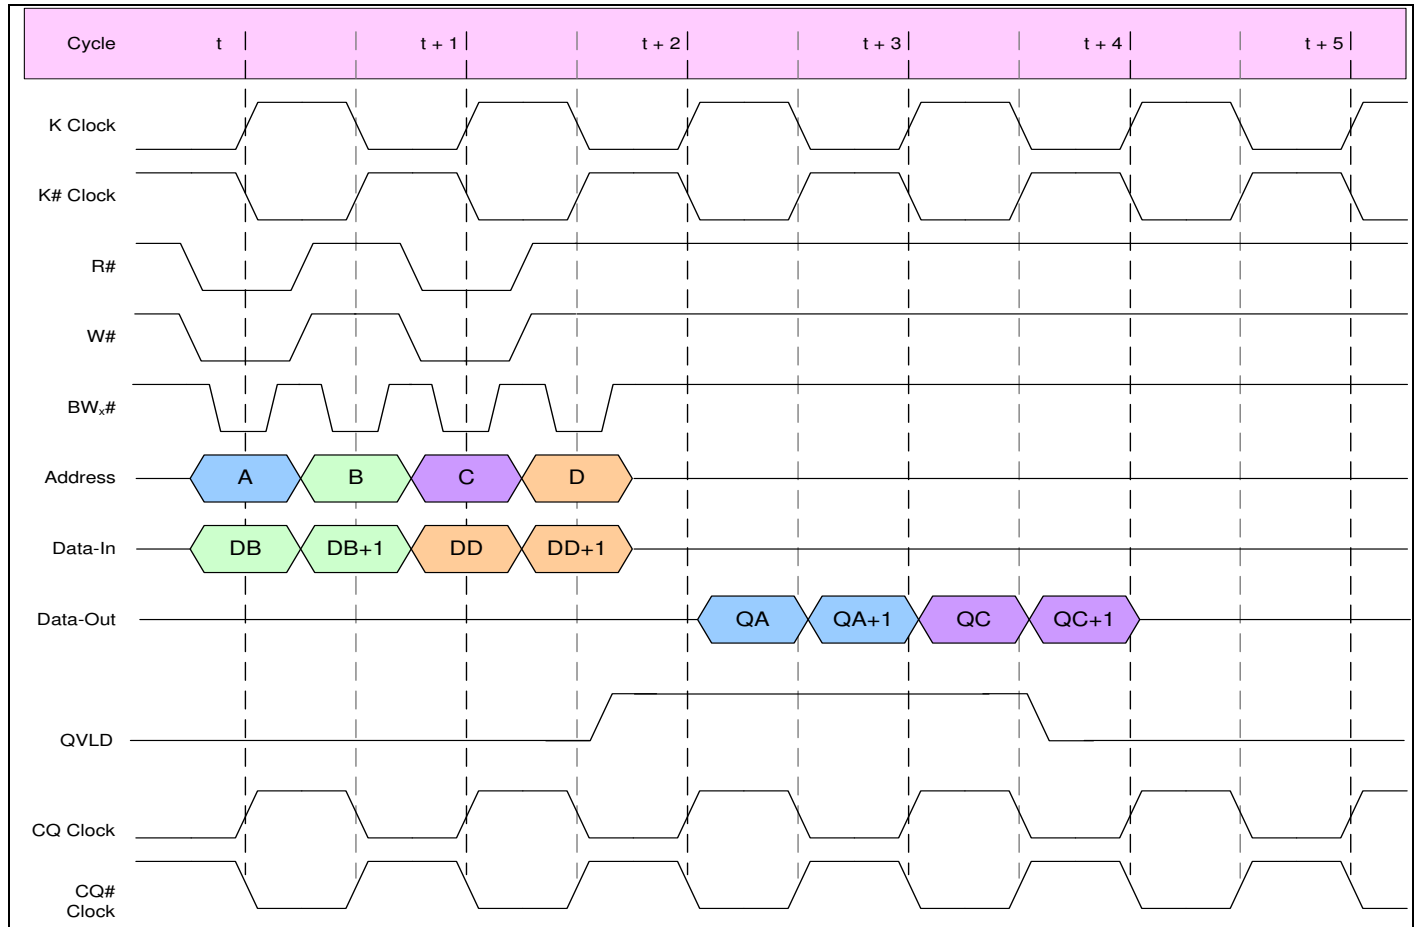 Cycle t t + 1 t + 2 t + 3 t + 4 t + 5
K Clock
K# Clock
R#
W#
BWₓ#
Address A B C D
Data-In DB DB+1 DD DD+1
Data-Out QA QA+1 QC QC+1
QVLD
CQ Clock
CQ#
Clock